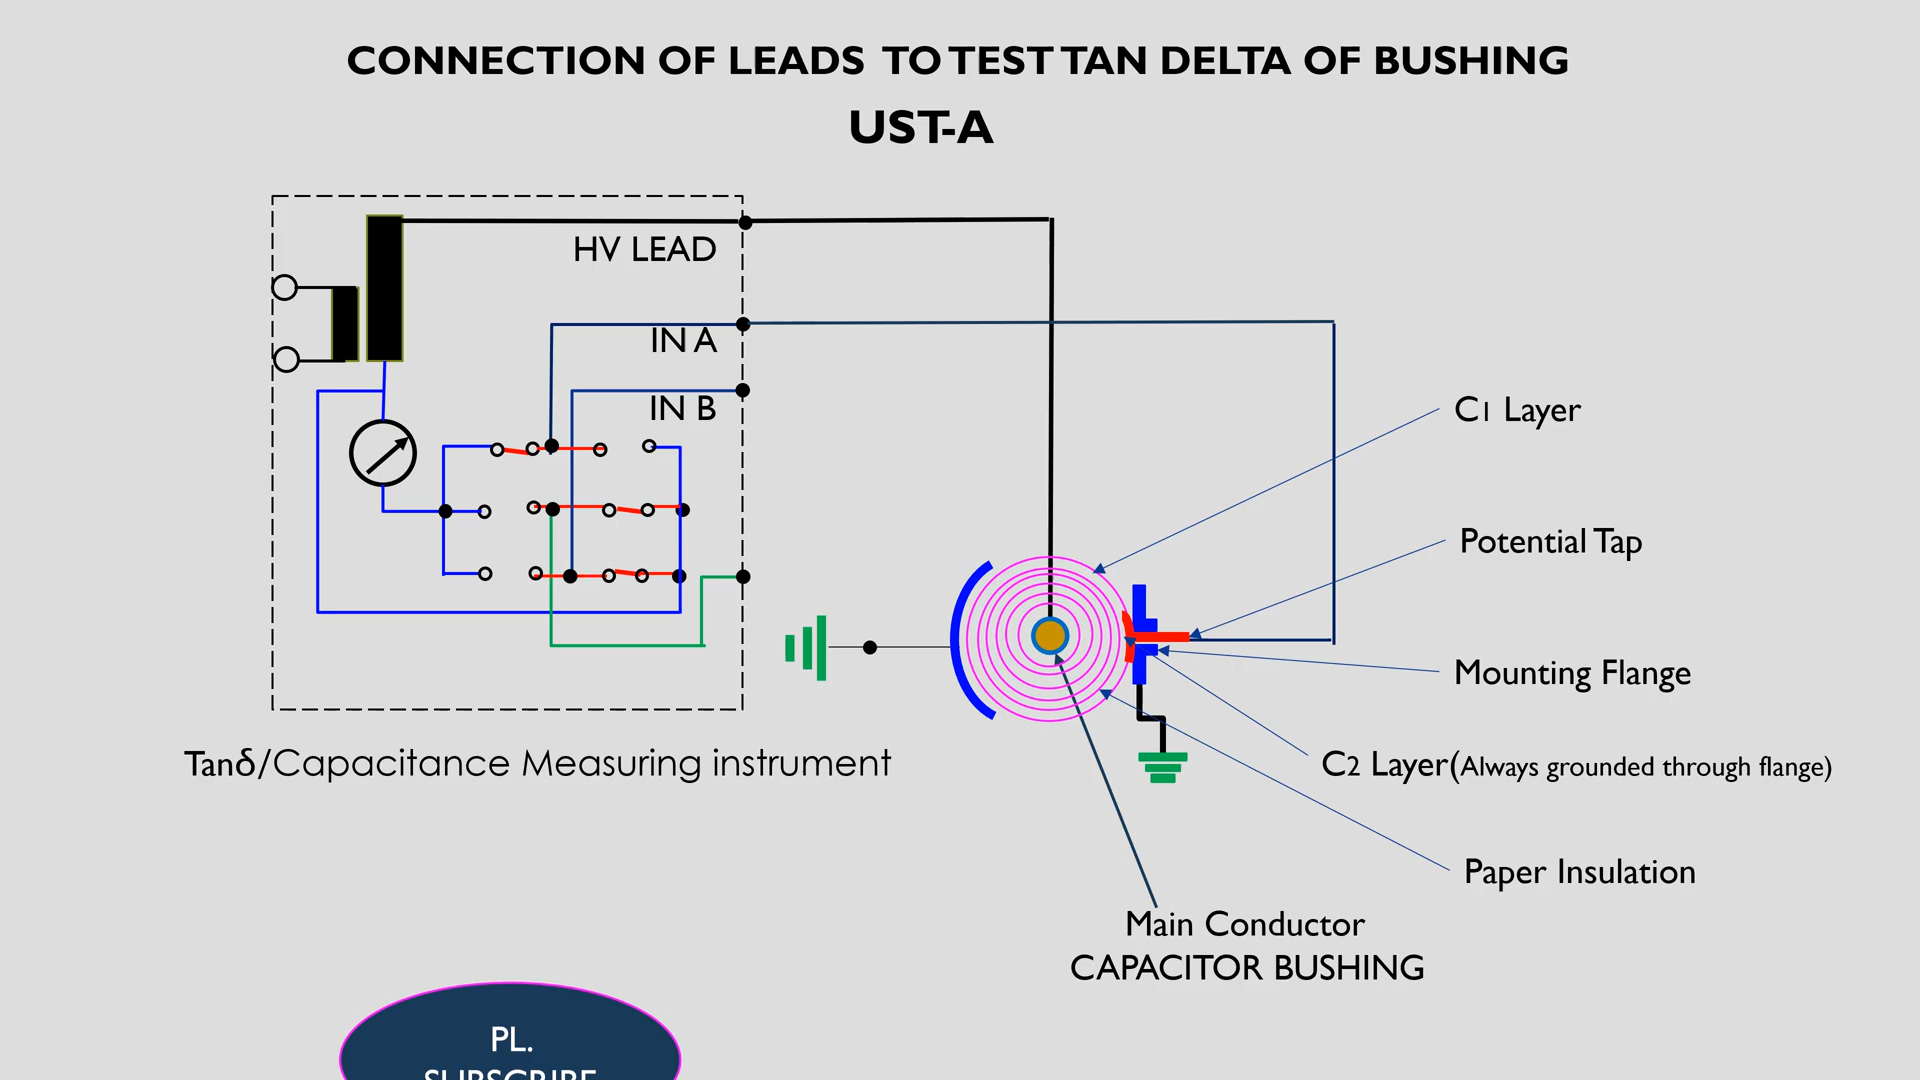 CONNECTION OF LEADS TO TEST TAN DELTA OF BUSHING
UST-A
HV LEAD
IN A
IN B
C1 Layer
Potential Tap
Mounting Flange
Tanδ/Capacitance Measuring instrument
C2 Layer(Always grounded through flange)
Paper Insulation
Main Conductor
CAPACITOR BUSHING
PL.
SUBSCRIBE